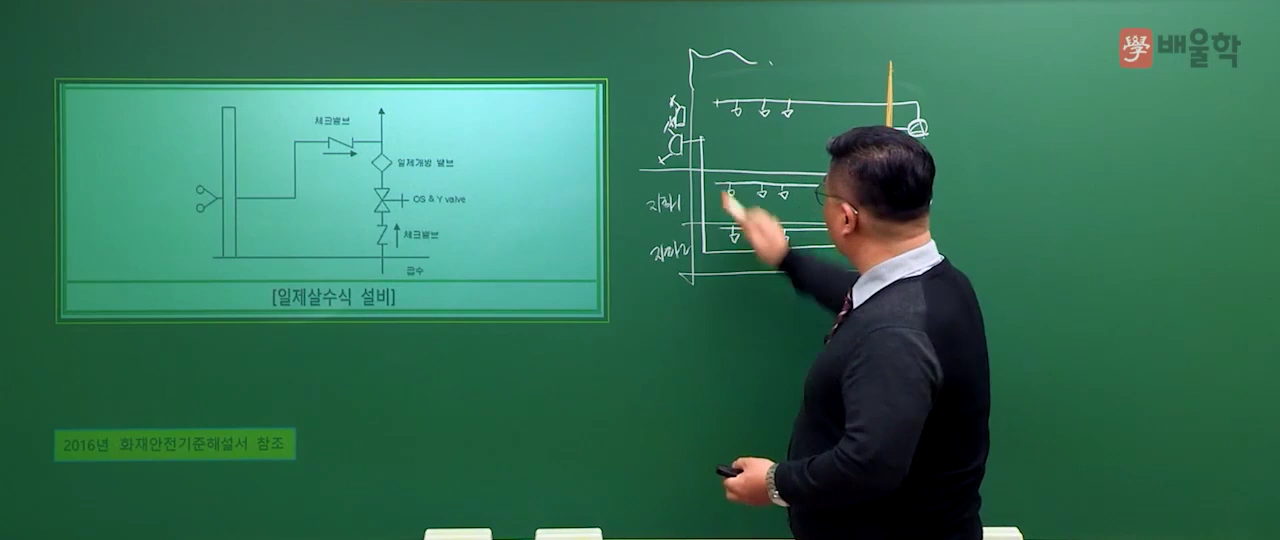 學 배울학
체크밸브
일제개방 밸브
OS & Y valve
체크밸브
급수
[일제살수식 설비]
지하1
지하2
2016년 화재안전기준해설서 참조